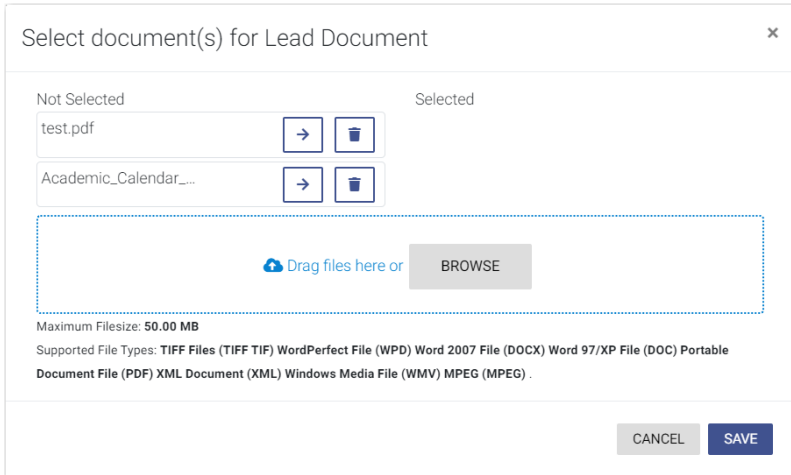 Select document(s) for Lead Document
×
Not Selected
Selected
test.pdf
Academic_Calendar_...
Drag files here or BROWSE
Maximum Filesize: 50.00 MB
Supported File Types: TIFF Files (TIFF TIF) WordPerfect File (WPD) Word 2007 File (DOCX) Word 97/XP File (DOC) Portable
Document File (PDF) XML Document (XML) Windows Media File (WMV) MPEG (MPEG) .
CANCEL SAVE